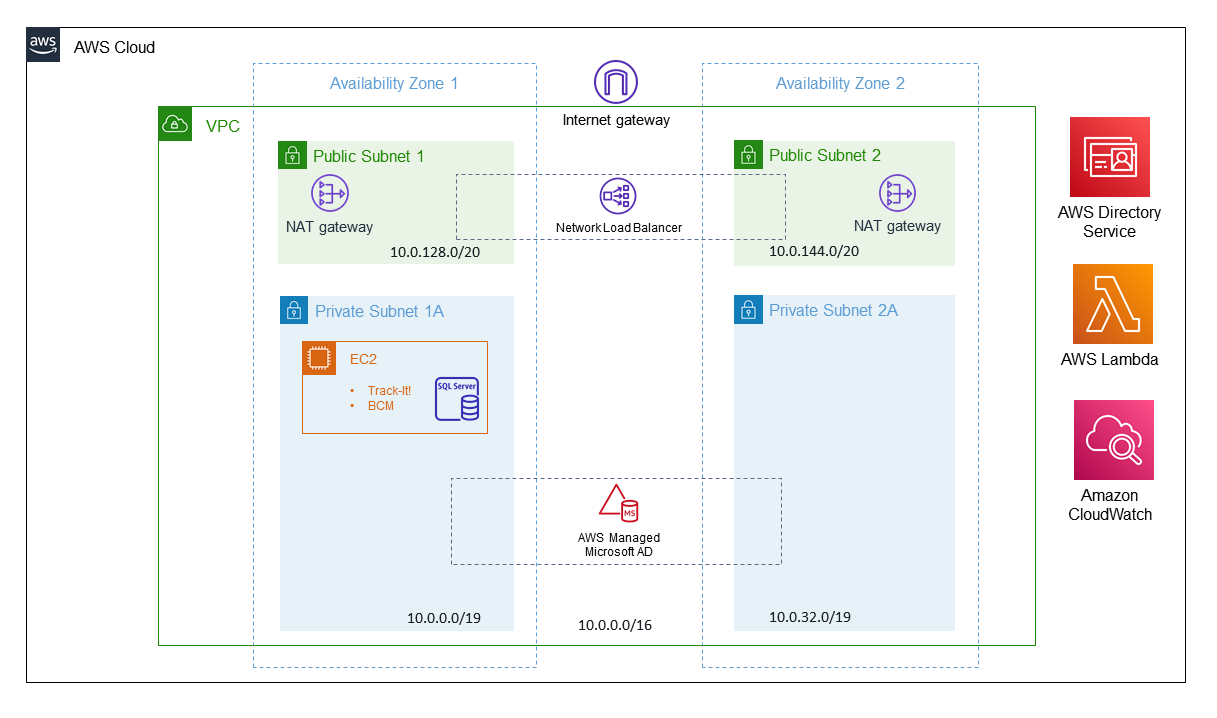 aws
AWS Cloud
Availability Zone 1
Availability Zone 2
Internet gateway
VPC
Public Subnet 1
NAT gateway
10.0.128.0/20
Network Load Balancer
Public Subnet 2
NAT gateway
10.0.144.0/20
Private Subnet 1A
EC2
• Track-It!
• BCM
SQL Server
10.0.0.0/19
MS
AWS Managed
Microsoft AD
10.0.0.0/16
Private Subnet 2A
10.0.32.0/19
AWS Directory
Service
AWS Lambda
Amazon
CloudWatch